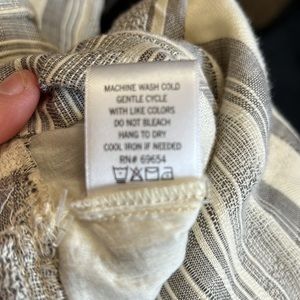 MACHINE WASH COLD
GENTLE CYCLE
WITH LIKE COLORS
DO NOT BLEACH
HANG TO DRY
COOL IRON IF NEEDED
RN# 69654